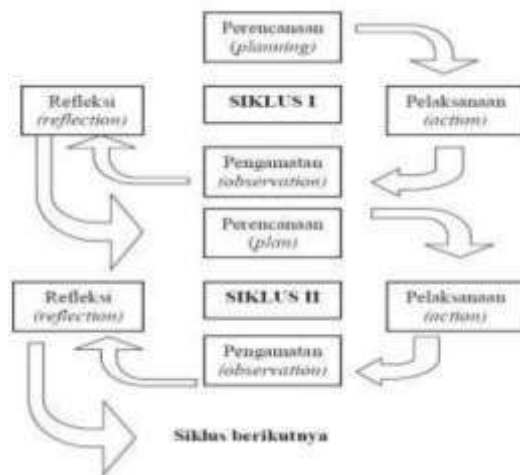 Perencanaan
(planning)
Refleksi
(reflection)
SIKLUS I
Pelaksanaan
(action)
Pengamatan
(observation)
Perencanaan
(plan)
Refleksi
(reflection)
SIKLUS II
Pelaksanaan
(action)
Pengamatan
(observation)
Siklus berikutnya